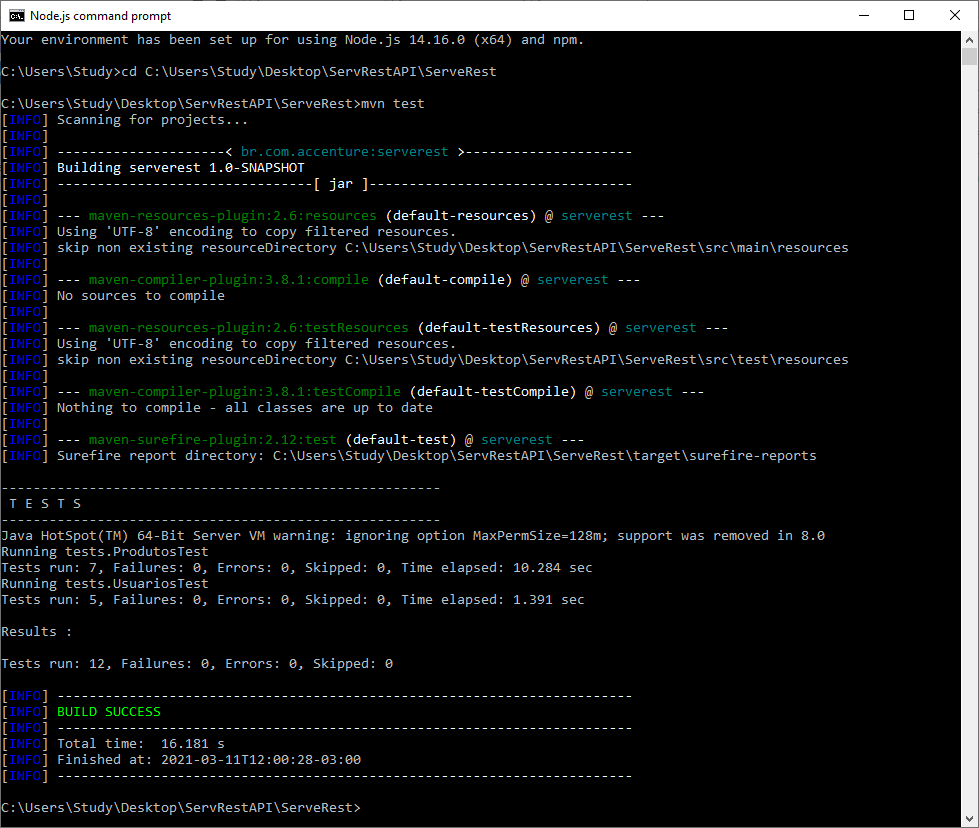 Node.js command prompt
Your environment has been set up for using Node.js 14.16.0 (x64) and npm.
C:\Users\Study>cd C:\Users\Study\Desktop\ServRestAPI\ServeRest
C:\Users\Study\Desktop\ServRestAPI\ServeRest>mvn test
[INFO] Scanning for projects...
[INFO]
[INFO] ---------------------< br.com.accenture:serverest >---------------------
[INFO] Building serverest 1.0-SNAPSHOT
[INFO] --------------------------------[ jar ]---------------------------------
[INFO]
[INFO] --- maven-resources-plugin:2.6:resources (default-resources) @ serverest ---
[INFO] Using 'UTF-8' encoding to copy filtered resources.
[INFO] skip non existing resourceDirectory C:\Users\Study\Desktop\ServRestAPI\ServeRest\src\main\resources
[INFO]
[INFO] --- maven-compiler-plugin:3.8.1:compile (default-compile) @ serverest ---
[INFO] No sources to compile
[INFO]
[INFO] --- maven-resources-plugin:2.6:testResources (default-testResources) @ serverest ---
[INFO] Using 'UTF-8' encoding to copy filtered resources.
[INFO] skip non existing resourceDirectory C:\Users\Study\Desktop\ServRestAPI\ServeRest\src\test\resources
[INFO]
[INFO] --- maven-compiler-plugin:3.8.1:testCompile (default-testCompile) @ serverest ---
[INFO] Nothing to compile - all classes are up to date
[INFO]
[INFO] --- maven-surefire-plugin:2.12:test (default-test) @ serverest ---
[INFO] Surefire report directory: C:\Users\Study\Desktop\ServRestAPI\ServeRest\target\surefire-reports
-------------------------------------------------------
 T E S T S
-------------------------------------------------------
Java HotSpot(TM) 64-Bit Server VM warning: ignoring option MaxPermSize=128m; support was removed in 8.0
Running tests.ProdutosTest
Tests run: 7, Failures: 0, Errors: 0, Skipped: 0, Time elapsed: 10.284 sec
Running tests.UsuariosTest
Tests run: 5, Failures: 0, Errors: 0, Skipped: 0, Time elapsed: 1.391 sec
Results :
Tests run: 12, Failures: 0, Errors: 0, Skipped: 0
[INFO] ------------------------------------------------------------------------
[INFO] BUILD SUCCESS
[INFO] ------------------------------------------------------------------------
[INFO] Total time:  16.181 s
[INFO] Finished at: 2021-03-11T12:00:28-03:00
[INFO] ------------------------------------------------------------------------
C:\Users\Study\Desktop\ServRestAPI\ServeRest>